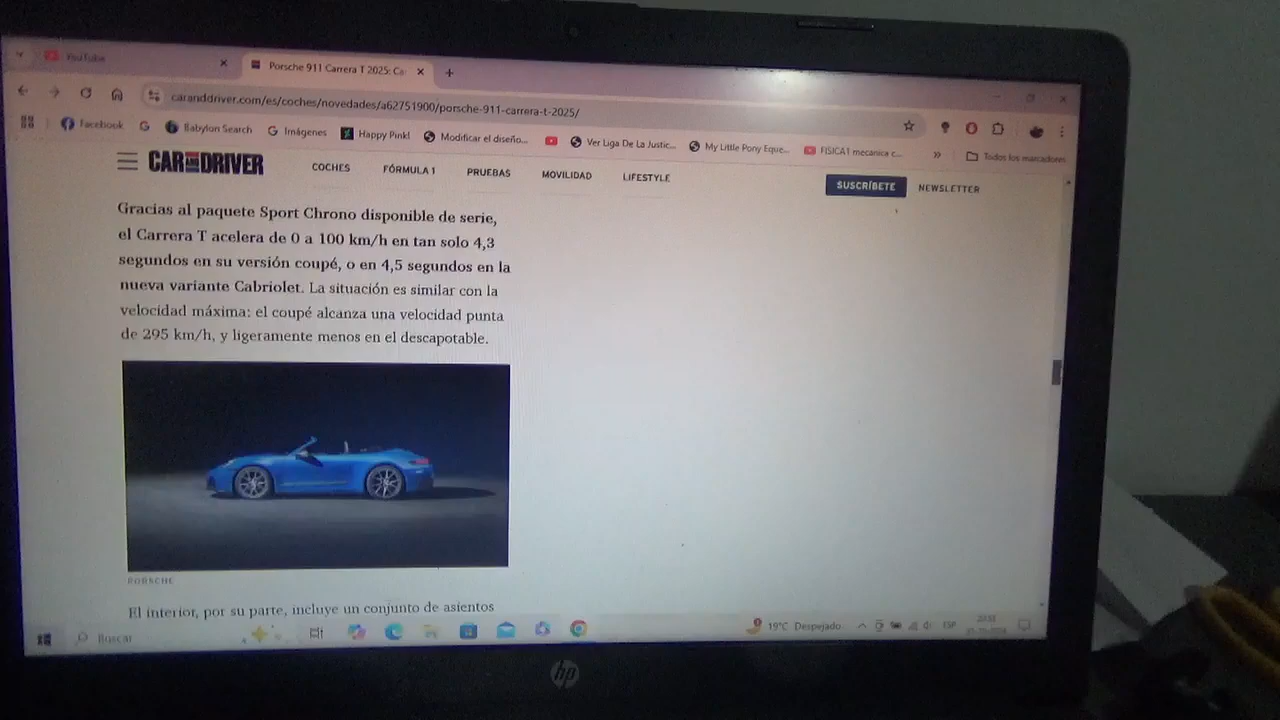 YouTube
Porsche 911 Carrera T 2025: Ca
caranddriver.com/es/coches/novedades/a62751900/porsche-911-carrera-t-2025/
Facebook
Babylon Search
Imágenes
Happy Pink!
Modificar el diseño...
Ver Liga De La Justic...
My Little Pony Eque...
FISICA1 mecanica c...
Todos los marcadores
CAR AND DRIVER
COCHES
FÓRMULA 1
PRUEBAS
MOVILIDAD
LIFESTYLE
SUSCRÍBETE
NEWSLETTER
Gracias al paquete Sport Chrono disponible de serie,
el Carrera T acelera de 0 a 100 km/h en tan solo 4,3
segundos en su versión coupé, o en 4,5 segundos en la
nueva variante Cabriolet. La situación es similar con la
velocidad máxima: el coupé alcanza una velocidad punta
de 295 km/h, y ligeramente menos en el descapotable.
PORSCHE
El interior, por su parte, incluye un conjunto de asientos
Buscar
19°C Despejado
ESP
hp